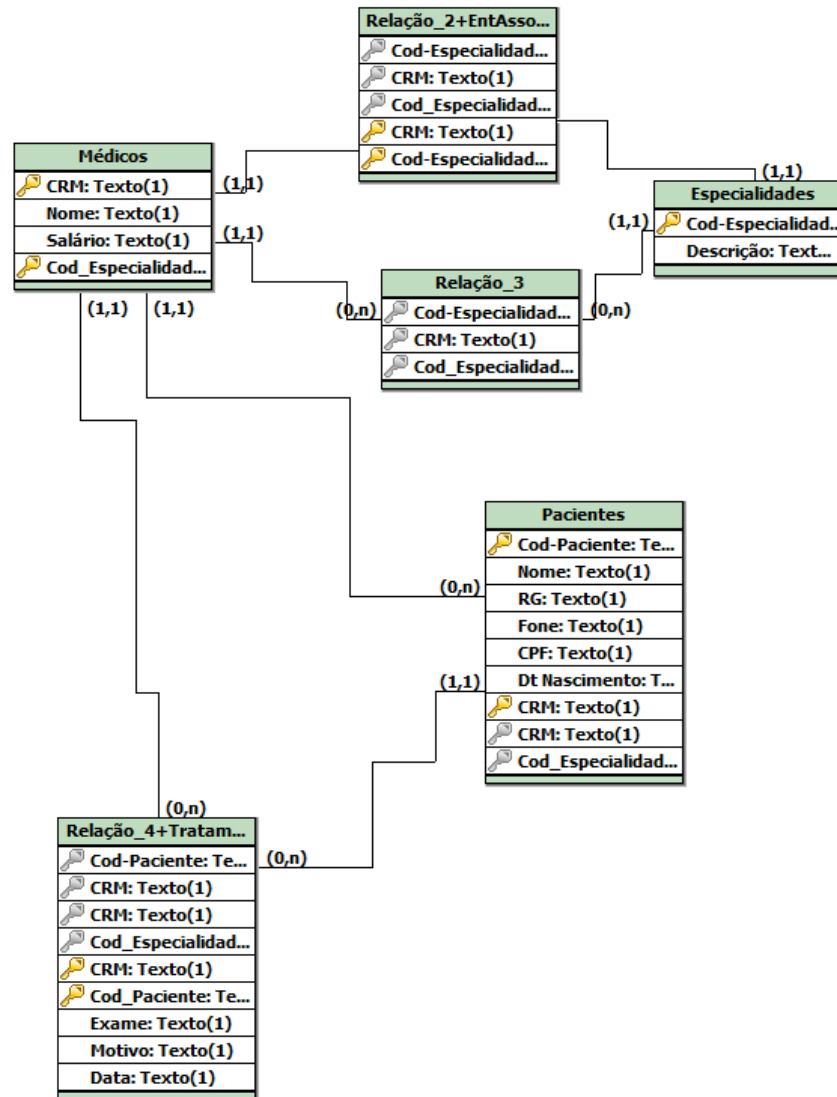 Relação_2+EntAsso...
Cod-Especialidad...
CRM: Texto(1)
Cod_Especialidad...
CRM: Texto(1)
Cod-Especialidad...
Médicos
CRM: Texto(1)
Nome: Texto(1)
Salário: Texto(1)
Cod_Especialidad...
(1,1)
(1,1)
(1,1)
(1,1)
(1,1)
(1,1)
Especialidades
Cod-Especialidad...
Descrição: Text...
Relação_3
Cod-Especialidad...
CRM: Texto(1)
Cod_Especialidad...
(0,n)
(0,n)
Pacientes
Cod-Paciente: Te...
Nome: Texto(1)
RG: Texto(1)
Fone: Texto(1)
CPF: Texto(1)
Dt Nascimento: T...
CRM: Texto(1)
CRM: Texto(1)
Cod_Especialidad...
(0,n)
(1,1)
(0,n)
(0,n)
Relação_4+Tratam...
Cod-Paciente: Te...
CRM: Texto(1)
CRM: Texto(1)
Cod_Especialidad...
CRM: Texto(1)
Cod_Paciente: Te...
Exame: Texto(1)
Motivo: Texto(1)
Data: Texto(1)